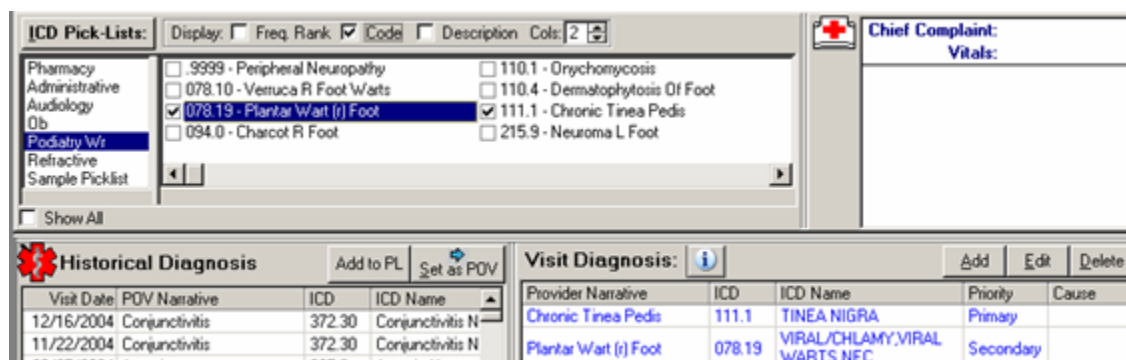 ICD Pick-Lists: Display: Freq. Rank Code Description Cols: 2
Chief Complaint:
Vitals:
Pharmacy
Administrative
Audiology
Ob
Podiatry Wr
Refractive
Sample Picklist
.9999 - Peripheral Neuropathy
078.10 - Verruca R Foot Warts
078.19 - Plantar Wart (r) Foot
094.0 - Charcot R Foot
110.1 - Onychomycosis
110.4 - Dermatophytosis Of Foot
111.1 - Chronic Tinea Pedis
215.9 - Neuroma L Foot
Show All
Historical Diagnosis Add to PL Set as POV
Visit Date POV Narrative ICD ICD Name
12/16/2004 Conjunctivitis 372.30 Conjunctivitis N
11/22/2004 Conjunctivitis 372.30 Conjunctivitis N
Visit Diagnosis: i Add Edit Delete
Provider Narrative ICD ICD Name Priority Cause
Chronic Tinea Pedis 111.1 TINEA NIGRA Primary
Plantar Wart (r) Foot 078.19 VIRAL/CHLAMY,VIRAL Secondary
WARTS NEC